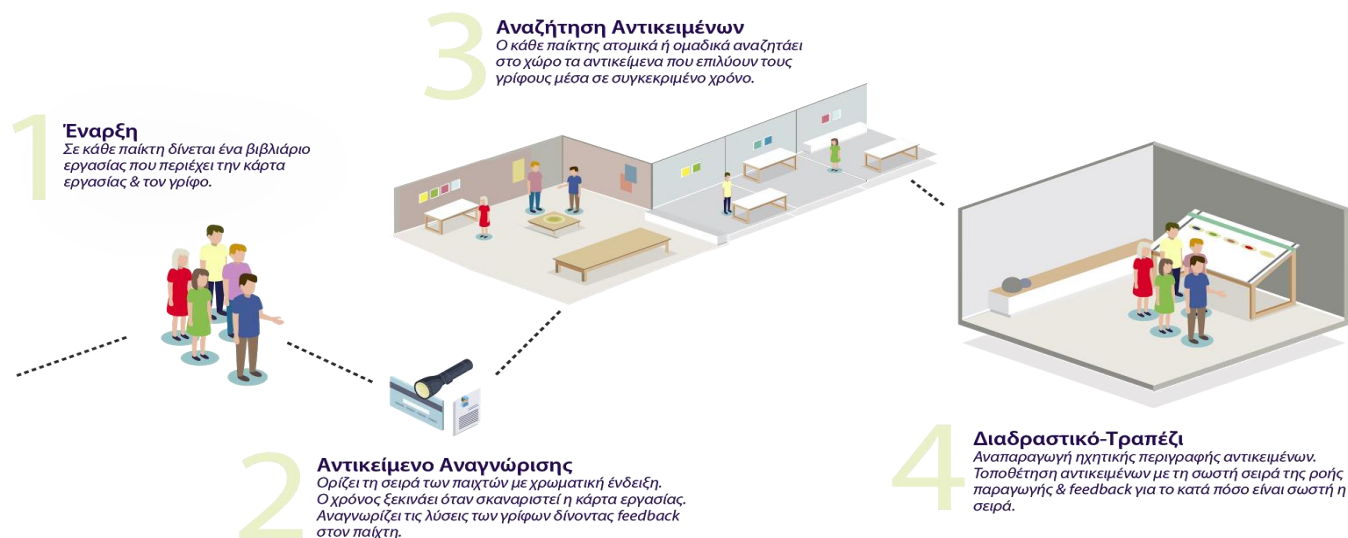 1
Έναρξη
Σε κάθε παίκτη δίνεται ένα βιβλιάριο
εργασίας που περιέχει την κάρτα
εργασίας & τον γρίφο.
2
Αντικείμενο Αναγνώρισης
Ορίζει τη σειρά των παιχτών με χρωματική ένδειξη.
Ο χρόνος ξεκινάει όταν σκαναριστεί η κάρτα εργασίας.
Αναγνωρίζει τις λύσεις των γρίφων δίνοντας feedback
στον παίχτη.
3
Αναζήτηση Αντικειμένων
Ο κάθε παίκτης ατομικά ή ομαδικά αναζητάει
στο χώρο τα αντικείμενα που επιλύουν τους
γρίφους μέσα σε συγκεκριμένο χρόνο.
4
Διαδραστικό-Τραπέζι
Αναπαραγωγή ηχητικής περιγραφής αντικειμένων.
Τοποθέτηση αντικειμένων με τη σωστή σειρά της ροής
παραγωγής & feedback για το κατά πόσο είναι σωστή η
σειρά.